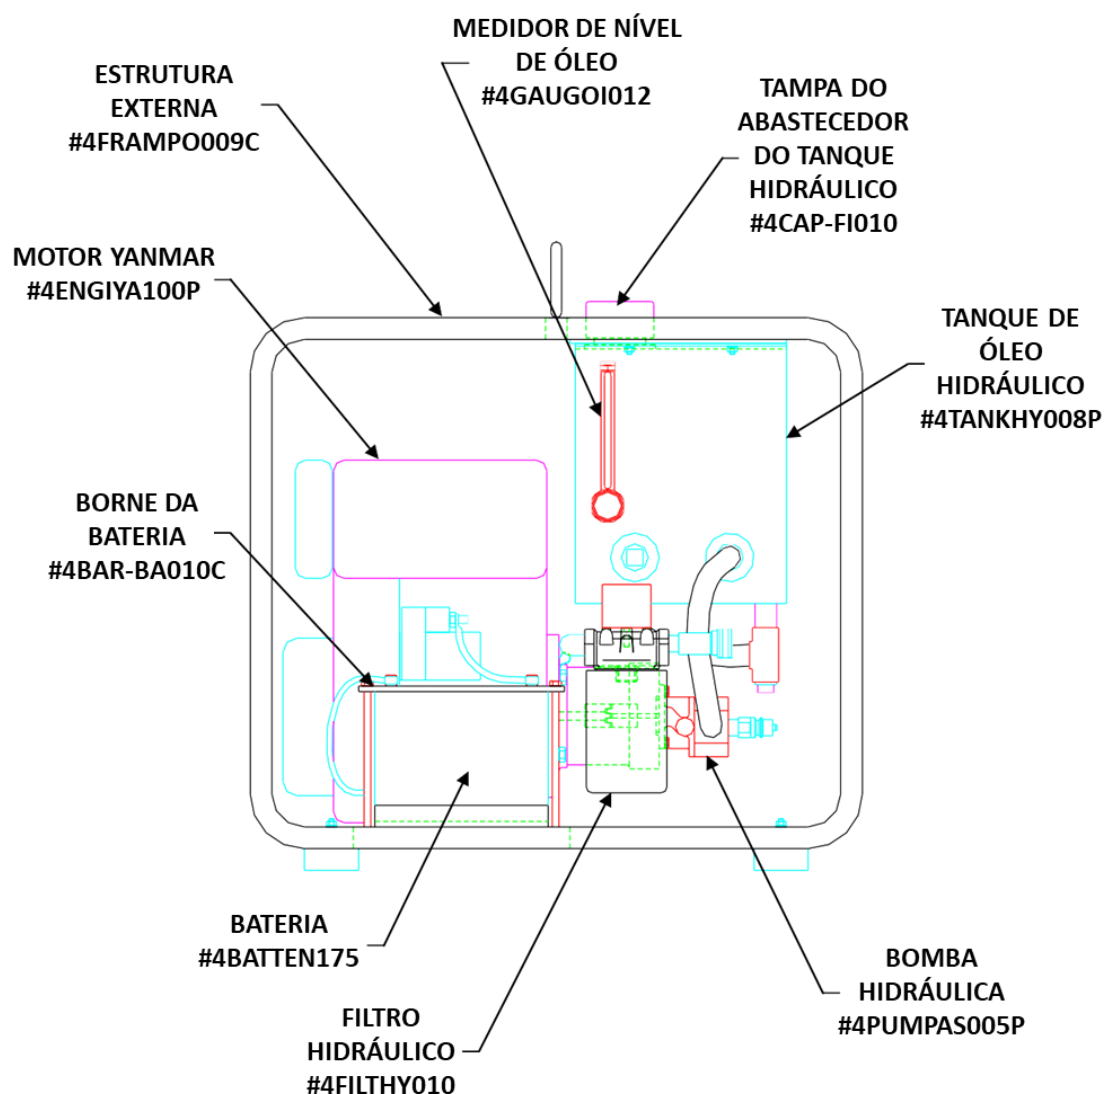 MEDIDOR DE NÍVEL
DE ÓLEO
#4GAUGOI012
ESTRUTURA
EXTERNA
#4FRAMPO009C
TAMPA DO
ABASTECEDOR
DO TANQUE
HIDRÁULICO
#4CAP-FI010
MOTOR YANMAR
#4ENGIYA100P
TANQUE DE
ÓLEO
HIDRÁULICO
#4TANKHY008P
BORNE DA
BATERIA
#4BAR-BA010C
BATERIA
#4BATTEN175
BOMBA
HIDRÁULICA
#4PUMPAS005P
FILTRO
HIDRÁULICO
#4FILTHY010